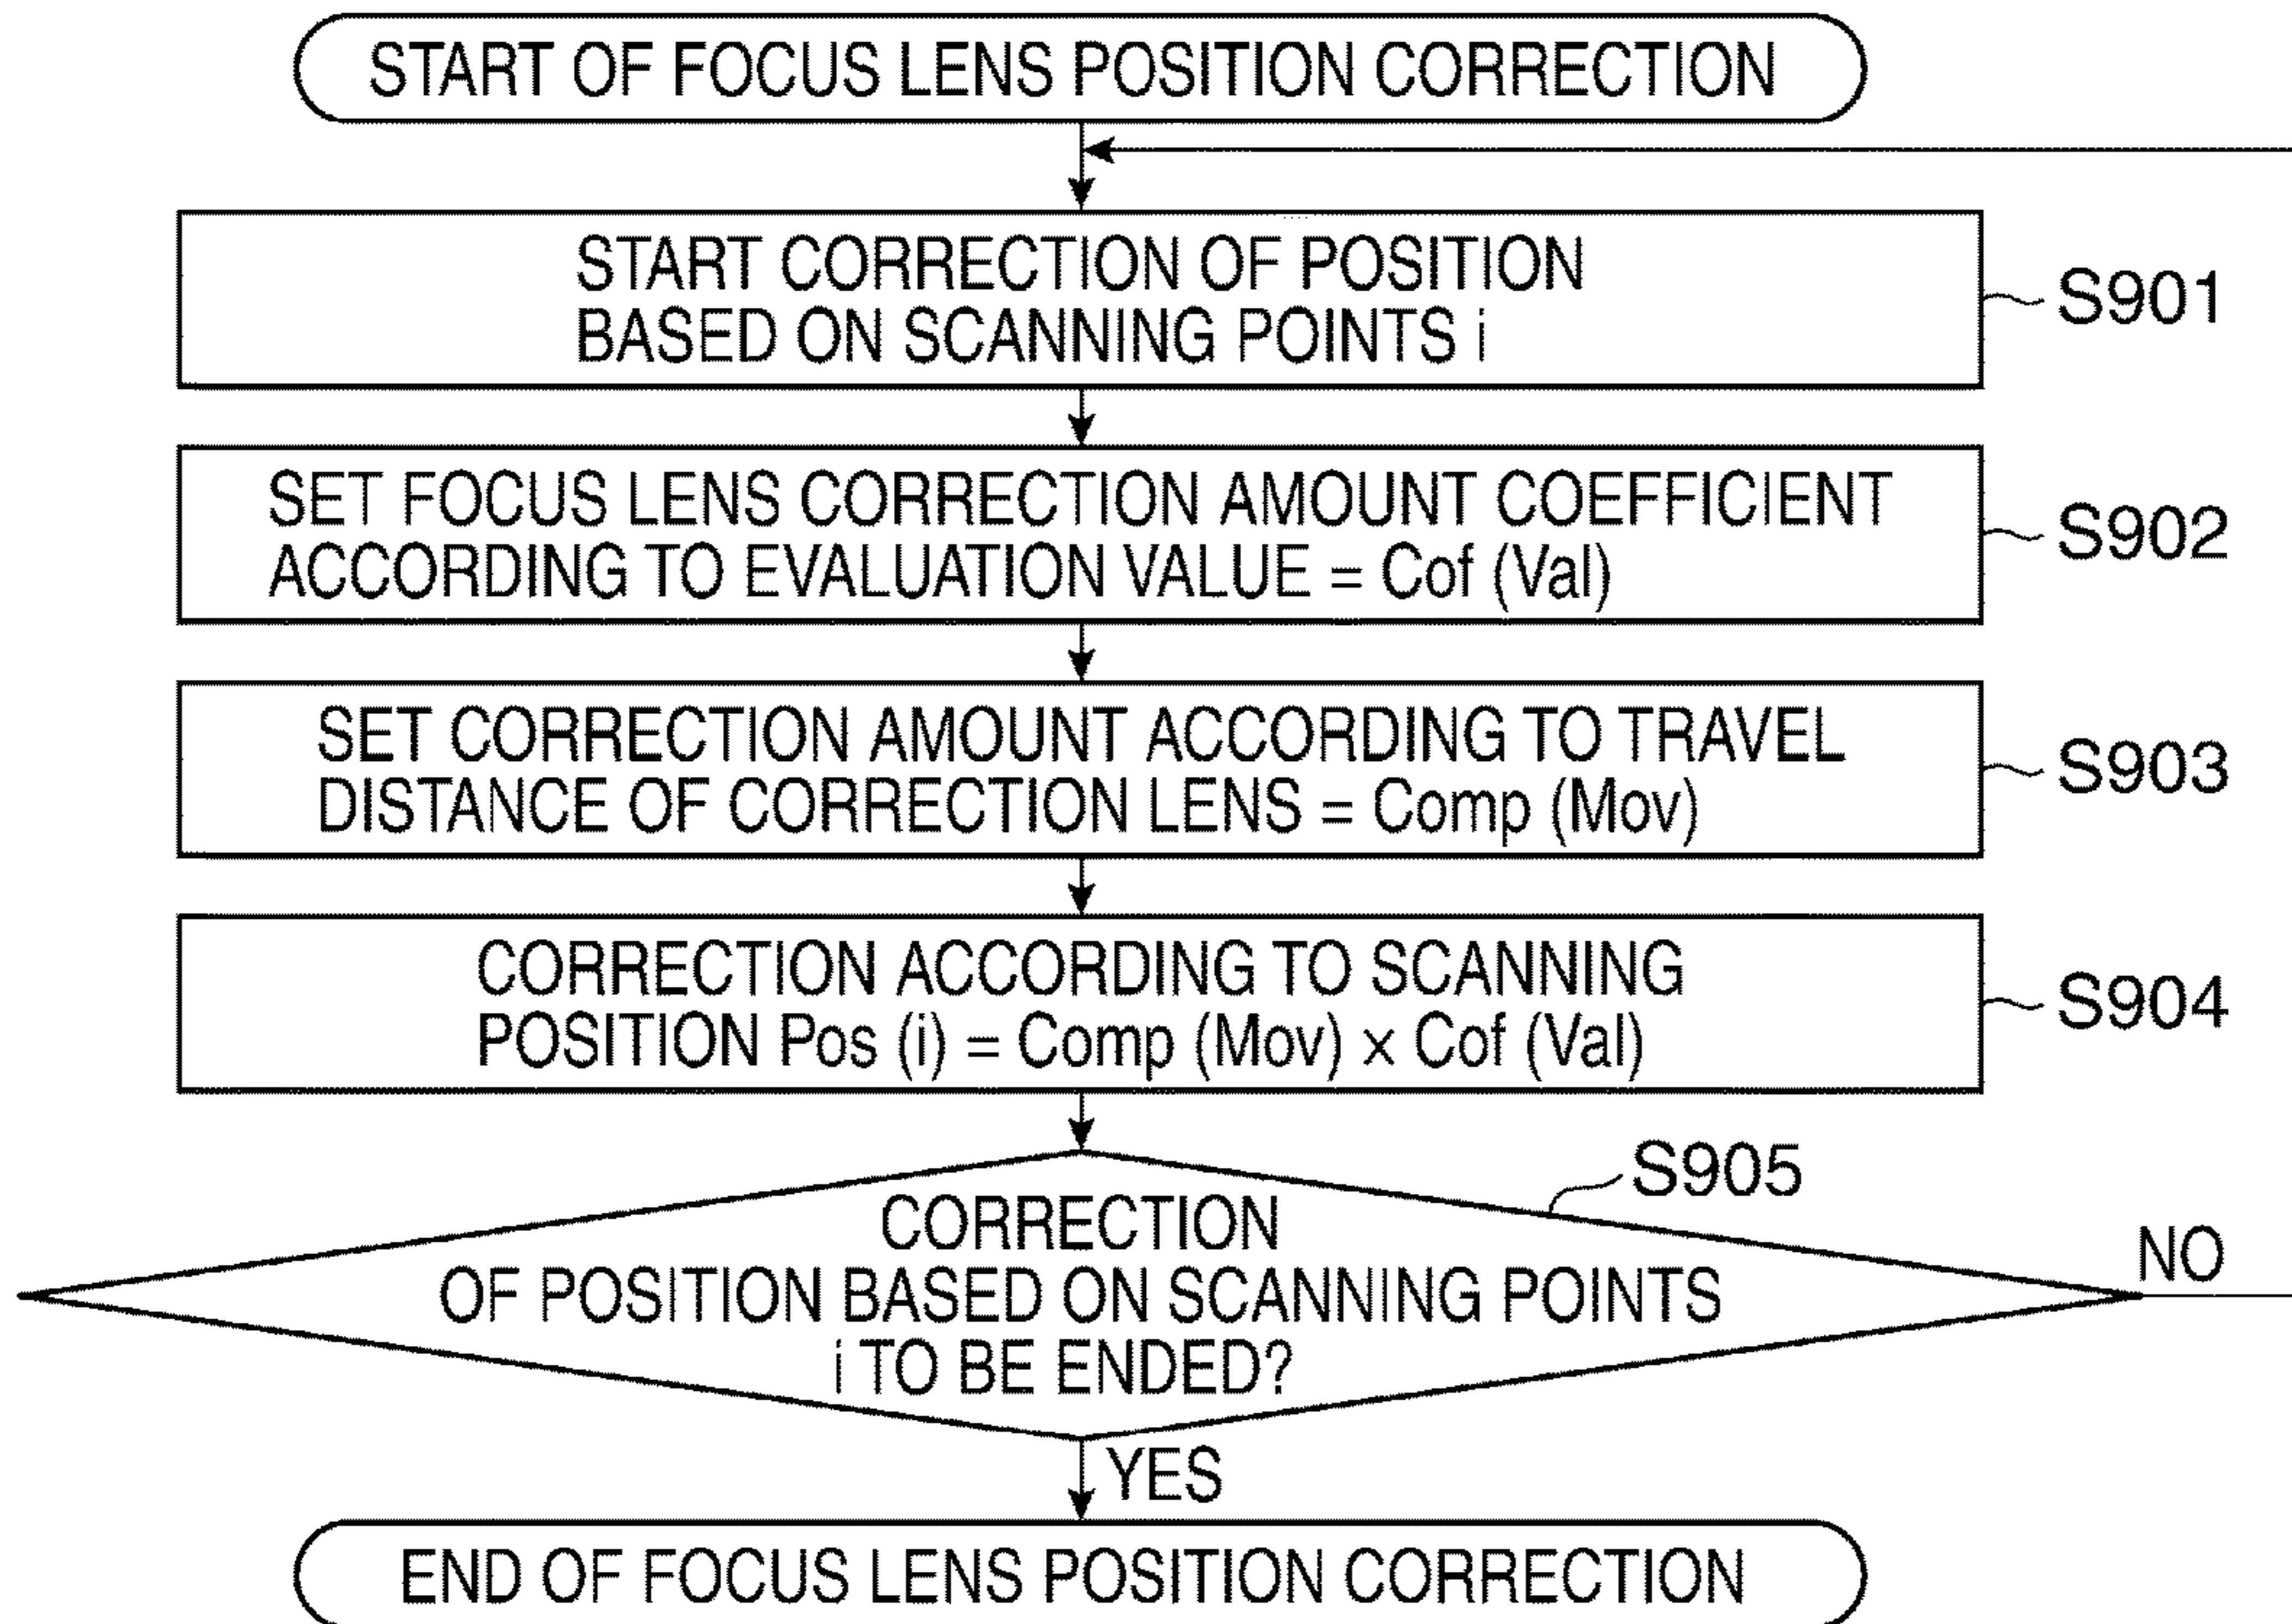 START OF FOCUS LENS POSITION CORRECTION
START CORRECTION OF POSITION
BASED ON SCANNING POINTS i
S901
SET FOCUS LENS CORRECTION AMOUNT COEFFICIENT
ACCORDING TO EVALUATION VALUE = Cof (Val)
S902
SET CORRECTION AMOUNT ACCORDING TO TRAVEL
DISTANCE OF CORRECTION LENS = Comp (Mov)
S903
CORRECTION ACCORDING TO SCANNING
POSITION Pos (i) = Comp (Mov) × Cof (Val)
S904
S905
CORRECTION
OF POSITION BASED ON SCANNING POINTS
i TO BE ENDED?
NO
YES
END OF FOCUS LENS POSITION CORRECTION